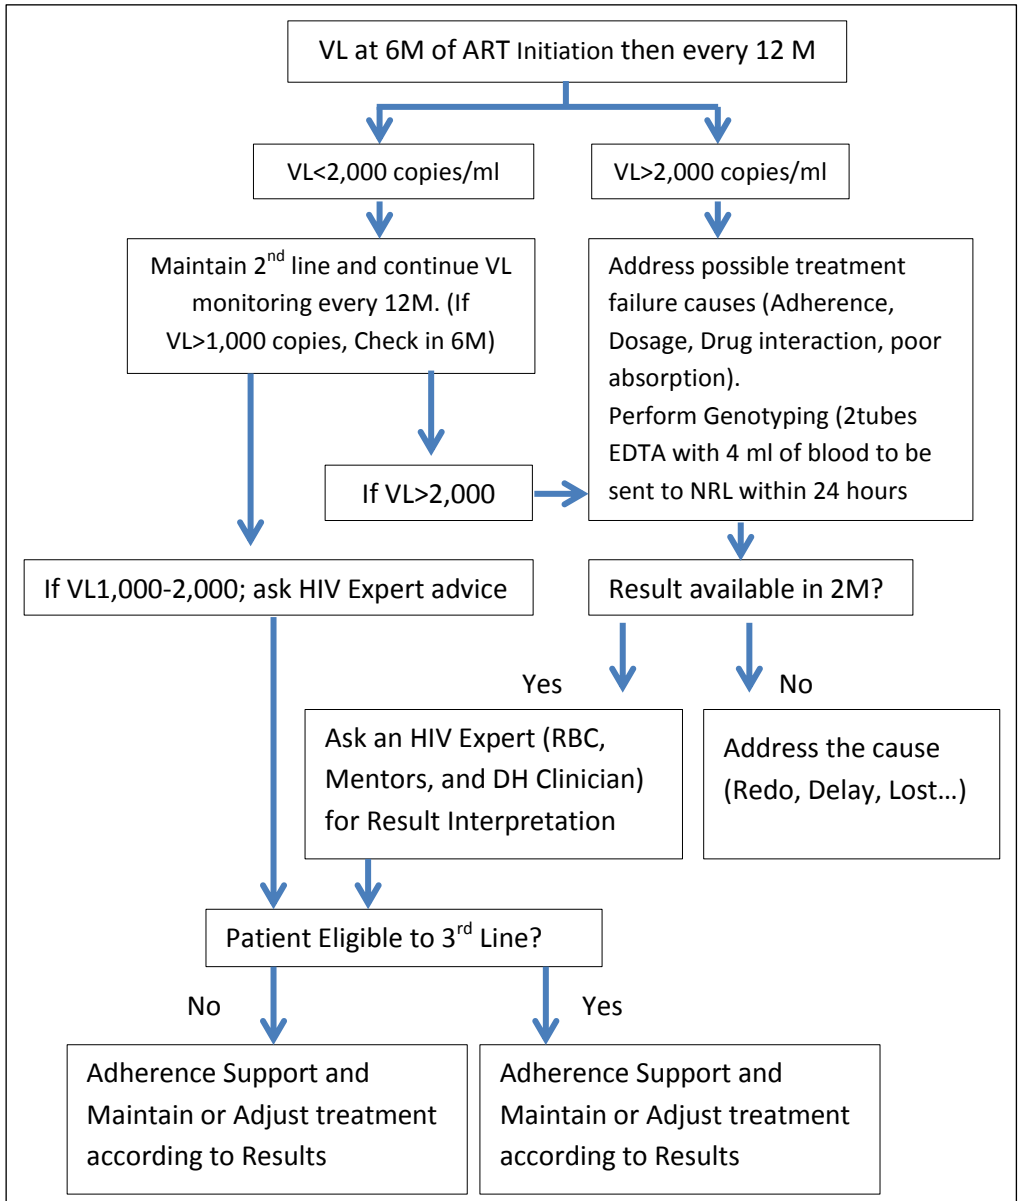 VL at 6M of ART Initiation then every 12 M
VL<2,000 copies/ml
VL>2,000 copies/ml
Maintain 2nd line and continue VL
monitoring every 12M. (If
VL>1,000 copies, Check in 6M)
Address possible treatment
failure causes (Adherence,
Dosage, Drug interaction, poor
absorption).
Perform Genotyping (2tubes
EDTA with 4 ml of blood to be
sent to NRL within 24 hours
If VL>2,000
If VL1,000-2,000; ask HIV Expert advice
Result available in 2M?
Yes
No
Ask an HIV Expert (RBC,
Mentors, and DH Clinician)
for Result Interpretation
Address the cause
(Redo, Delay, Lost…)
Patient Eligible to 3rd Line?
No
Yes
Adherence Support and
Maintain or Adjust treatment
according to Results
Adherence Support and
Maintain or Adjust treatment
according to Results